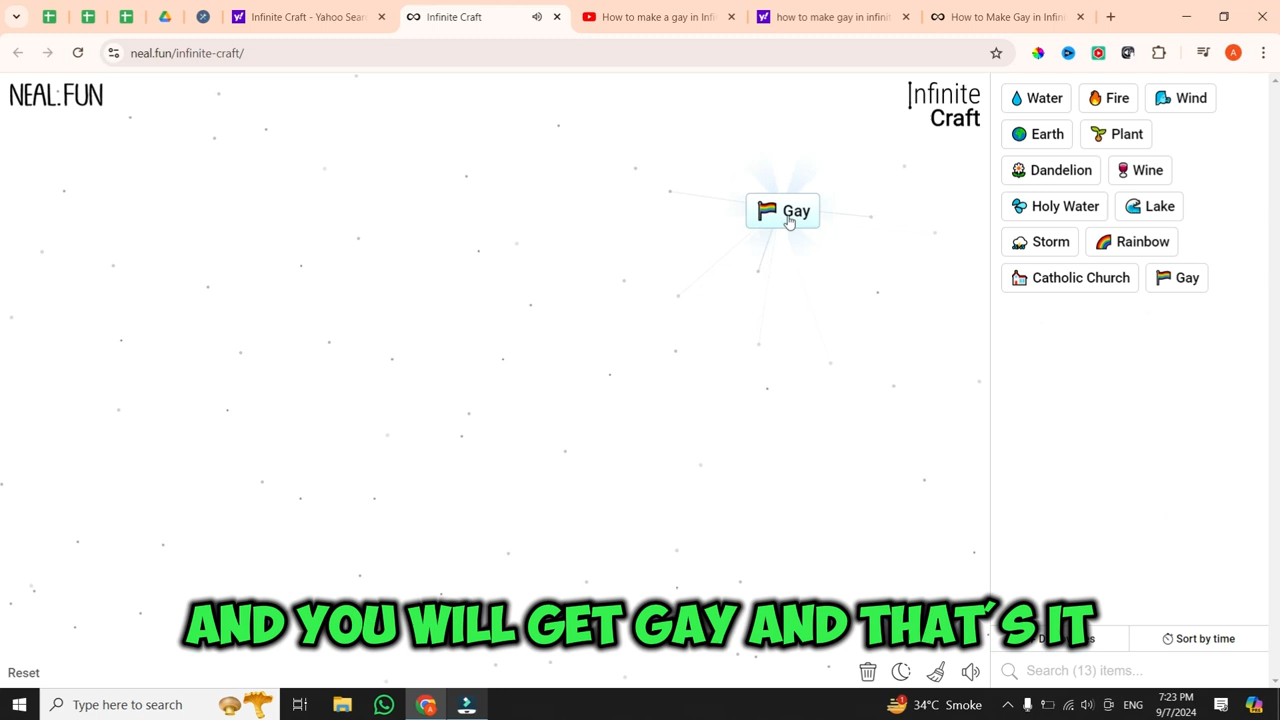 Infinite Craft - Yahoo Sear
Infinite Craft
How to make a gay in Infi
how to make gay in infinit
How to Make Gay in Infin
neal.fun/infinite-craft/
A
NEAL.FUN
Infinite
Craft
Water
Fire
Wind
Earth
Plant
Dandelion
Wine
Holy Water
Lake
Storm
Rainbow
Catholic Church
Gay
Gay
AND YOU WILL GET GAY AND THAT'S IT
Sort by time
Reset
Search (13) items...
Type here to search
34°C Smoke
ENG
7:23 PM
9/7/2024